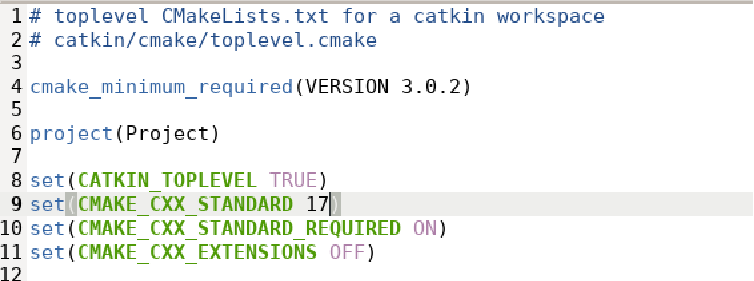 1 # toplevel CMakeLists.txt for a catkin workspace
2 # catkin/cmake/toplevel.cmake
3
4 cmake_minimum_required(VERSION 3.0.2)
5
6 project(Project)
7
8 set(CATKIN_TOPLEVEL TRUE)
9 set(CMAKE_CXX_STANDARD 17)
10 set(CMAKE_CXX_STANDARD_REQUIRED ON)
11 set(CMAKE_CXX_EXTENSIONS OFF)
12